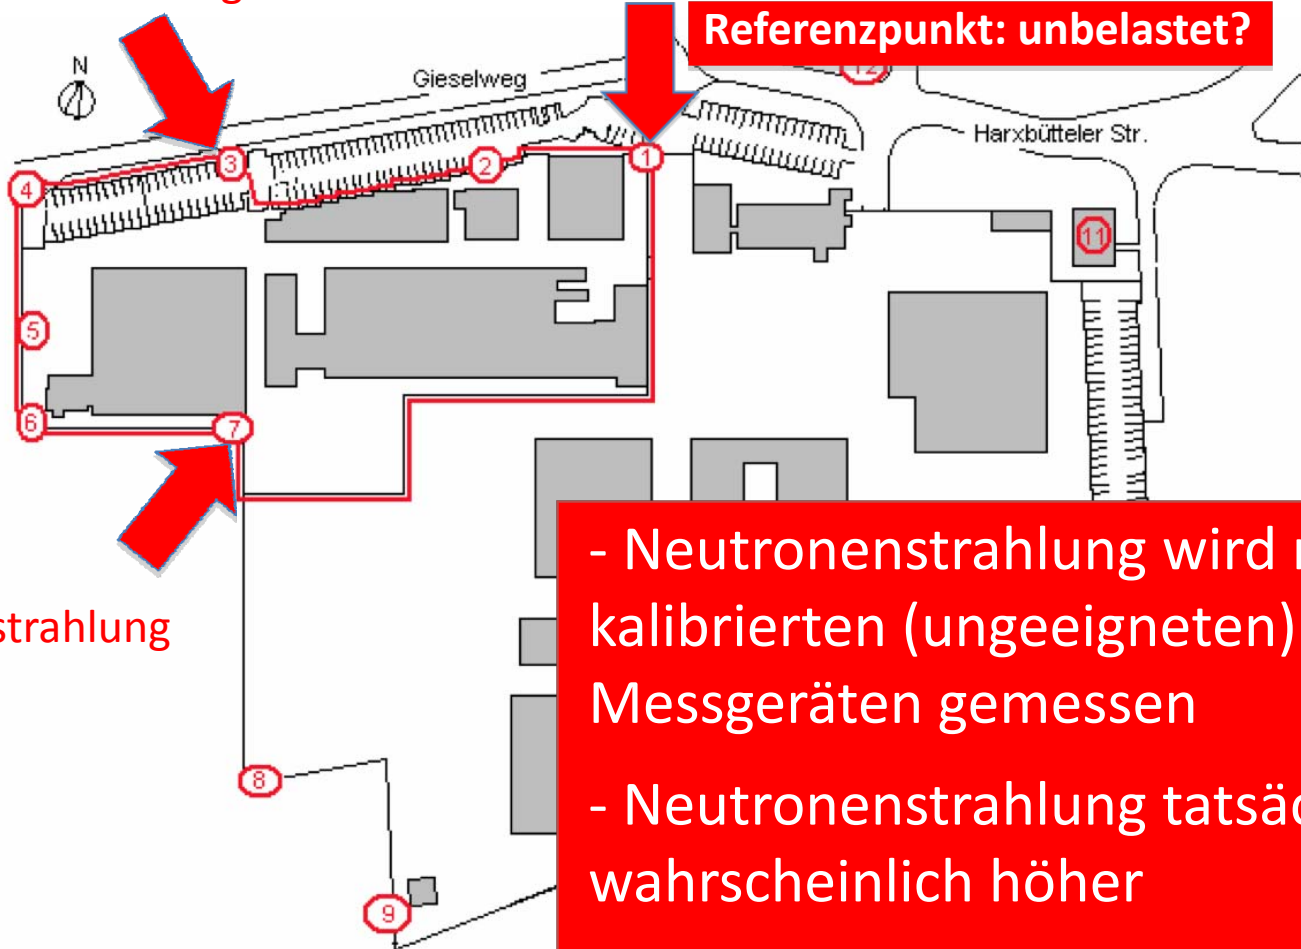 Referenzpunkt: unbelastet?
N
Gieselweg
12
Harxbütteler Str.
1
2
3
4
11
5
6
7
- Neutronenstrahlung wird
kalibrierten (ungeeigneten)
Messgeräten gemessen
strahlung
8
- Neutronenstrahlung
wahrscheinlich höher
9